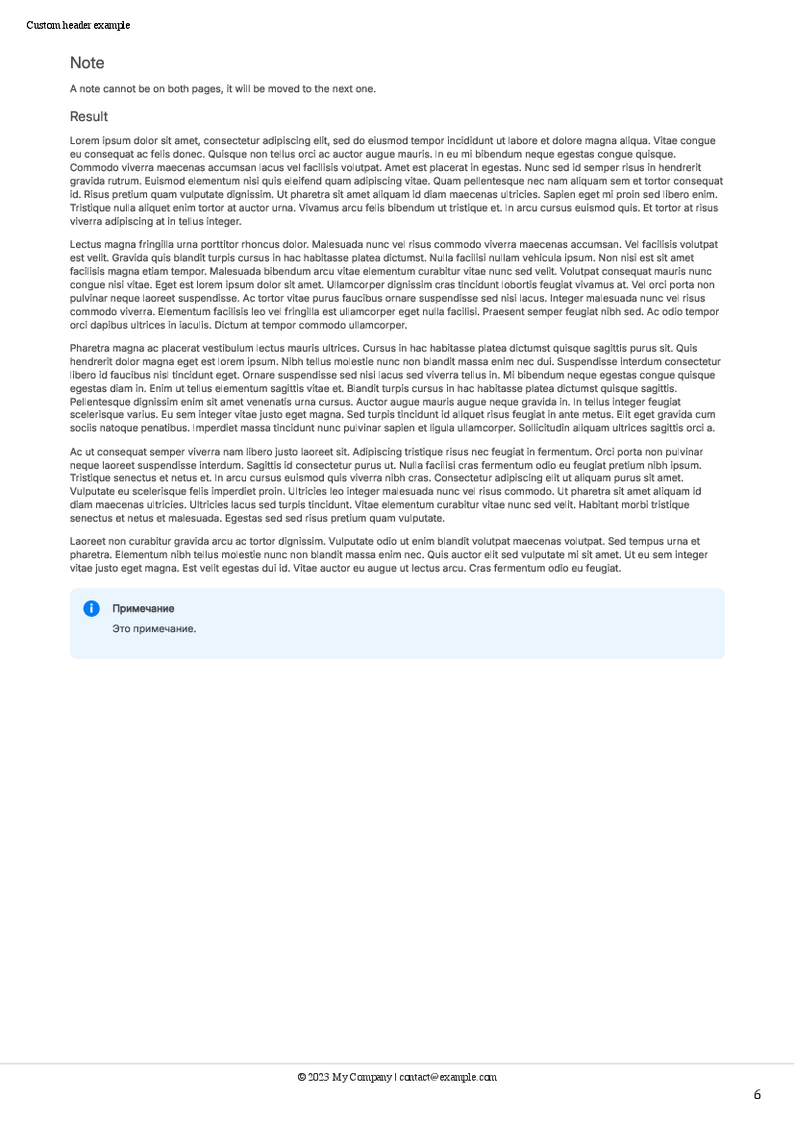 Custom header example
Note
A note cannot be on both pages, it will be moved to the next one.
Result
Lorem ipsum dolor sit amet, consectetur adipiscing elit, sed do eiusmod tempor incididunt ut labore et dolore magna aliqua. Vitae congue
eu consequat ac felis donec. Quisque non tellus orci ac auctor augue mauris. In eu mi bibendum neque egestas congue quisque.
Commodo viverra maecenas accumsan lacus vel facilisis volutpat. Amet est placerat in egestas. Nunc sed id semper risus in hendrerit
gravida rutrum. Euismod elementum nisi quis eleifend quam adipiscing vitae. Quam pellentesque nec nam aliquam sem et tortor consequat
id. Risus pretium quam vulputate dignissim. Ut pharetra sit amet aliquam id diam maecenas ultricies. Sapien eget mi proin sed libero enim.
Tristique nulla aliquet enim tortor at auctor urna. Vivamus arcu felis bibendum ut tristique et. In arcu cursus euismod quis. Et tortor at risus
viverra adipiscing at in tellus integer.
Lectus magna fringilla urna porttitor rhoncus dolor. Malesuada nunc vel risus commodo viverra maecenas accumsan. Vel facilisis volutpat
est velit. Gravida quis blandit turpis cursus in hac habitasse platea dictumst. Nulla facilisi nullam vehicula ipsum. Non nisi est sit amet
facilisis magna etiam tempor. Malesuada bibendum arcu vitae elementum curabitur vitae nunc sed velit. Volutpat consequat mauris nunc
congue nisi vitae. Eget est lorem ipsum dolor sit amet. Ullamcorper dignissim cras tincidunt lobortis feugiat vivamus at. Vel orci porta non
pulvinar neque laoreet suspendisse. Ac tortor vitae purus faucibus ornare suspendisse sed nisi lacus. Integer malesuada nunc vel risus
commodo viverra. Elementum facilisis leo vel fringilla est ullamcorper eget nulla facilisi. Praesent semper feugiat nibh sed. Ac odio tempor
orci dapibus ultrices in iaculis. Dictum at tempor commodo ullamcorper.
Pharetra magna ac placerat vestibulum lectus mauris ultrices. Cursus in hac habitasse platea dictumst quisque sagittis purus sit. Quis
hendrerit dolor magna eget est lorem ipsum. Nibh tellus molestie nunc non blandit massa enim nec dui. Suspendisse interdum consectetur
libero id faucibus nisl tincidunt eget. Ornare suspendisse sed nisi lacus sed viverra tellus in. Mi bibendum neque egestas congue quisque
egestas diam in. Enim ut tellus elementum sagittis vitae et. Blandit turpis cursus in hac habitasse platea dictumst quisque sagittis.
Pellentesque dignissim enim sit amet venenatis urna cursus. Auctor augue mauris augue neque gravida in. In tellus integer feugiat
scelerisque varius. Eu sem integer vitae justo eget magna. Sed turpis tincidunt id aliquet risus feugiat in ante metus. Elit eget gravida cum
sociis natoque penatibus. Imperdiet massa tincidunt nunc pulvinar sapien et ligula ullamcorper. Sollicitudin aliquam ultrices sagittis orci a.
Ac ut consequat semper viverra nam libero justo laoreet sit. Adipiscing tristique risus nec feugiat in fermentum. Orci porta non pulvinar
neque laoreet suspendisse interdum. Sagittis id consectetur purus ut. Nulla facilisi cras fermentum odio eu feugiat pretium nibh ipsum.
Tristique senectus et netus et. In arcu cursus euismod quis viverra nibh cras. Consectetur adipiscing elit ut aliquam purus sit amet.
Vulputate eu scelerisque felis imperdiet proin. Ultricies leo integer malesuada nunc vel risus commodo. Ut pharetra sit amet aliquam id
diam maecenas ultricies. Ultricies lacus sed turpis tincidunt. Vitae elementum curabitur vitae nunc sed velit. Habitant morbi tristique
senectus et netus et malesuada. Egestas sed sed risus pretium quam vulputate.
Laoreet non curabitur gravida arcu ac tortor dignissim. Vulputate odio ut enim blandit volutpat maecenas volutpat. Sed tempus urna et
pharetra. Elementum nibh tellus molestie nunc non blandit massa enim nec. Quis auctor elit sed vulputate mi sit amet. Ut eu sem integer
vitae justo eget magna. Est velit egestas dui id. Vitae auctor eu augue ut lectus arcu. Cras fermentum odio eu feugiat.
Примечание
Это примечание.
© 2023 My Company | contact@example.com
6